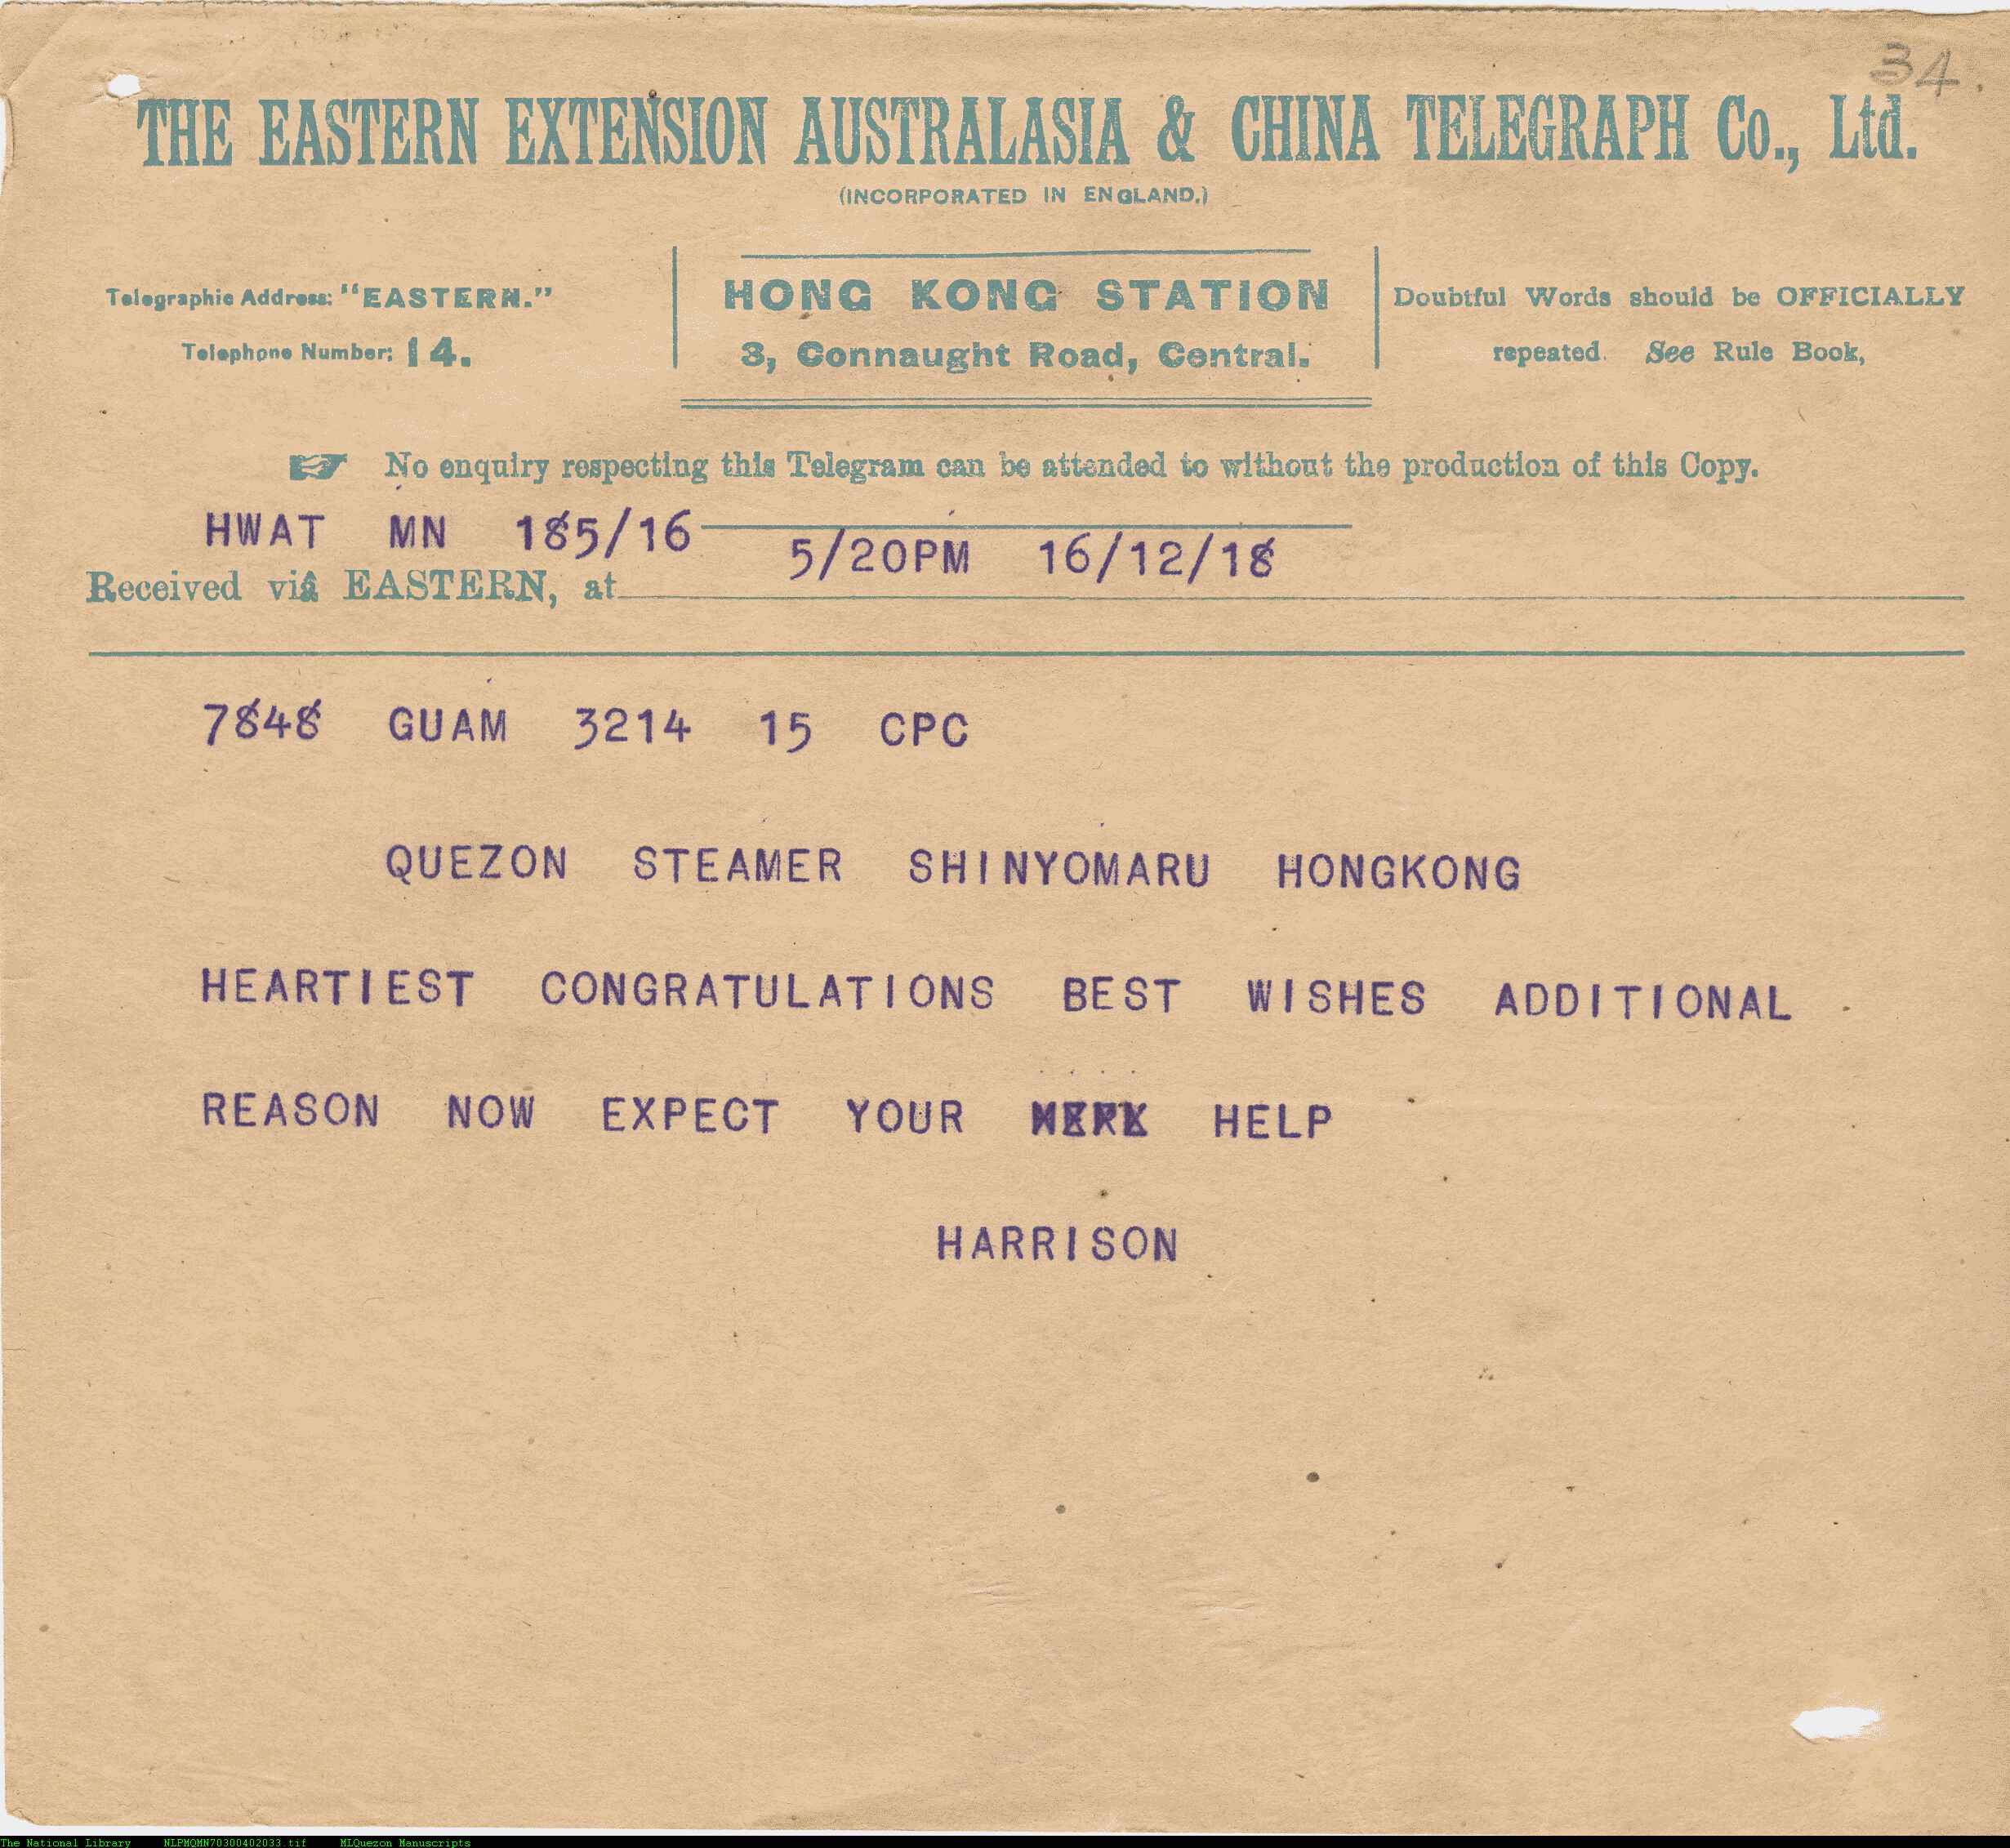 34.
THE EASTERN EXTENSION AUSTRALASIA & CHINA TELEGRAPH Co., Ltd.
(INCORPORATED IN ENGLAND.)
Telegraphic Address: "EASTERN."
Telephone Number: 14.
HONG KONG STATION
3, Connaught Road, Central.
Doubtful Words should be OFFICIALLY
repeated. See Rule Book,
No enquiry respecting this Telegram can be attended to without the production of this Copy.
HWAT MN 185/16
5/20PM 16/12/18
Received viâ EASTERN, at
7848 GUAM 3214 15 CPC
QUEZON STEAMER SHINYOMARU HONGKONG
HEARTIEST CONGRATULATIONS BEST WISHES ADDITIONAL
REASON NOW EXPECT YOUR HELP
HARRISON
The National Library NLPMQMN70300402033.tif MLQuezon Manuscripts